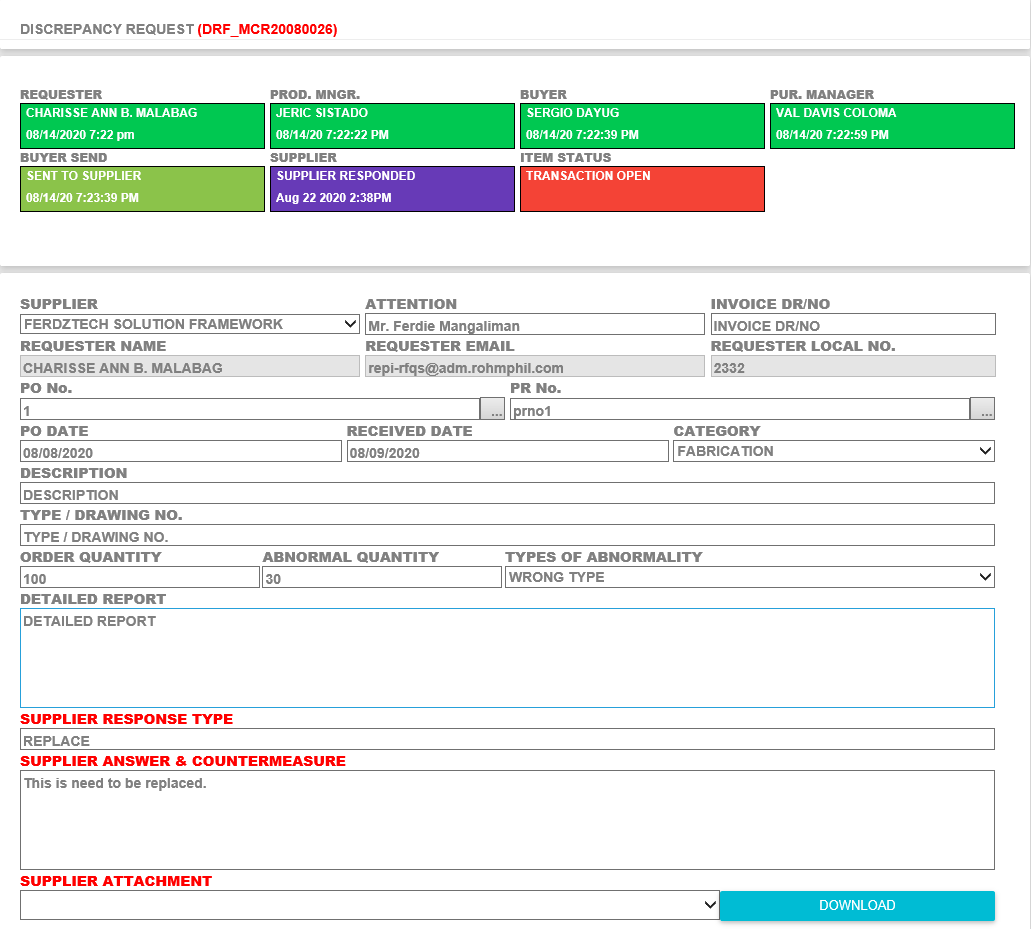 DISCREPANCY REQUEST (DRF_MCR20080026)
REQUESTER PROD. MNGR. BUYER PUR. MANAGER
CHARISSE ANN B. MALABAG JERIC SISTADO SERGIO DAYUG VAL DAVIS COLOMA
08/14/2020 7:22 pm 08/14/20 7:22:22 PM 08/14/20 7:22:39 PM 08/14/20 7:22:59 PM
BUYER SEND SUPPLIER ITEM STATUS
SENT TO SUPPLIER SUPPLIER RESPONDED TRANSACTION OPEN
08/14/20 7:23:39 PM Aug 22 2020 2:38PM
SUPPLIER ATTENTION INVOICE DR/NO
FERDZTECH SOLUTION FRAMEWORK Mr. Ferdie Mangaliman INVOICE DR/NO
REQUESTER NAME REQUESTER EMAIL REQUESTER LOCAL NO.
CHARISSE ANN B. MALABAG repi-rfqs@adm.rohmphil.com 2332
PO No. PR No.
1 ... prno1 ...
PO DATE RECEIVED DATE CATEGORY
08/08/2020 08/09/2020 FABRICATION
DESCRIPTION
DESCRIPTION
TYPE / DRAWING NO.
TYPE / DRAWING NO.
ORDER QUANTITY ABNORMAL QUANTITY TYPES OF ABNORMALITY
100 30 WRONG TYPE
DETAILED REPORT
DETAILED REPORT
SUPPLIER RESPONSE TYPE
REPLACE
SUPPLIER ANSWER & COUNTERMEASURE
This is need to be replaced.
SUPPLIER ATTACHMENT
DOWNLOAD